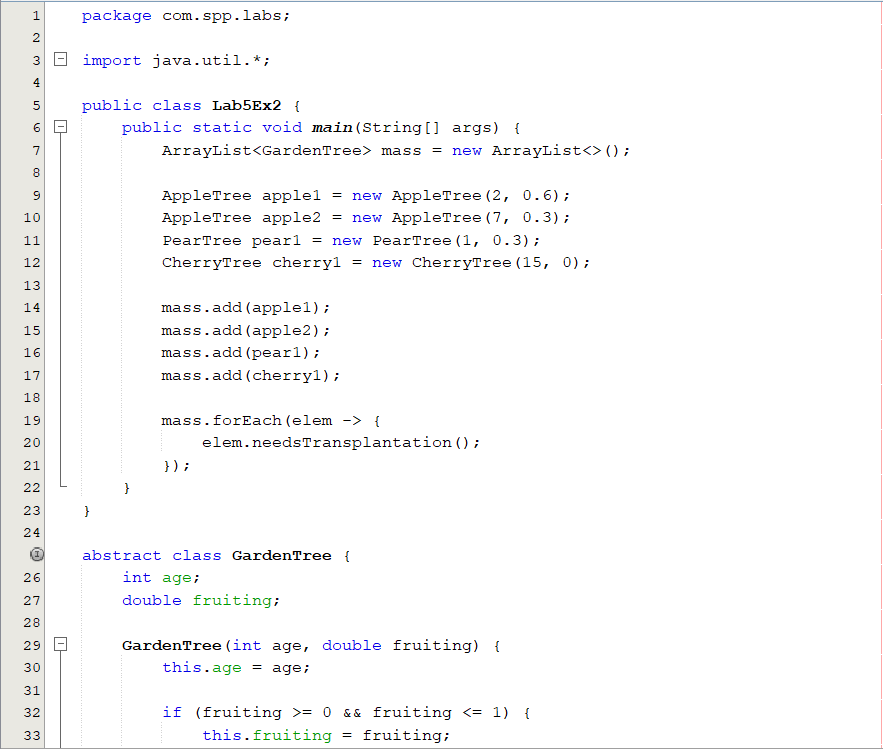 1 package com.spp.labs;
2
3 import java.util.*;
4
5 public class Lab5Ex2 {
6     public static void main(String[] args) {
7         ArrayList<GardenTree> mass = new ArrayList<>();
8
9         AppleTree apple1 = new AppleTree(2, 0.6);
10         AppleTree apple2 = new AppleTree(7, 0.3);
11         PearTree pear1 = new PearTree(1, 0.3);
12         CherryTree cherry1 = new CherryTree(15, 0);
13
14         mass.add(apple1);
15         mass.add(apple2);
16         mass.add(pear1);
17         mass.add(cherry1);
18
19         mass.forEach(elem -> {
20             elem.needsTransplantation();
21         });
22     }
23 }
24
abstract class GardenTree {
26     int age;
27     double fruiting;
28
29     GardenTree(int age, double fruiting) {
30         this.age = age;
31
32         if (fruiting >= 0 && fruiting <= 1) {
33             this.fruiting = fruiting;